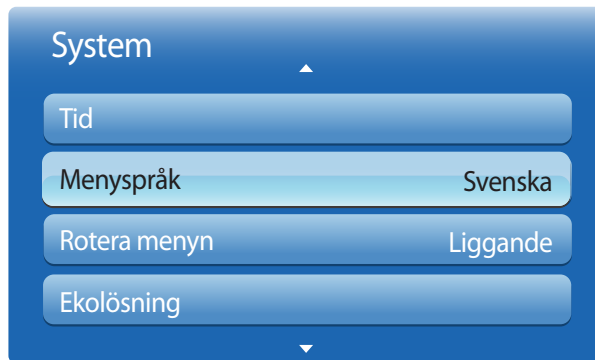 System
Tid
Menyspråk Svenska
Rotera menyn Liggande
Ekolösning